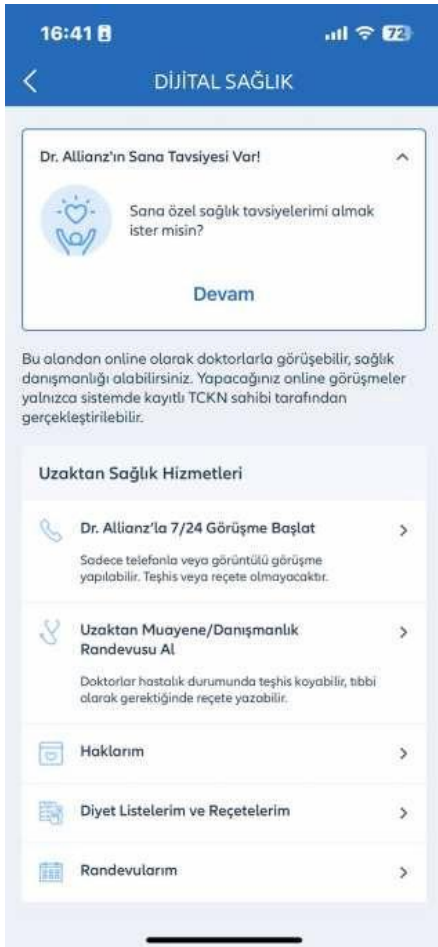 16:41
72
DİJİTAL SAĞLIK
Dr. Allianz'ın Sana Tavsiyesi Var!
Sana özel sağlık tavsiyelerimi almak
ister misin?
Devam
Bu alandan online olarak doktorlarla görüşebilir, sağlık
danışmanlığı alabilirsiniz. Yapacağınız online görüşmeler
yalnızca sistemde kayıtlı TCKN sahibi tarafından
gerçekleştirilebilir.
Uzaktan Sağlık Hizmetleri
Dr. Allianz'la 7/24 Görüşme Başlat
Sadece telefonla veya görüntülü görüşme
yapılabilir. Teşhis veya reçete olmayacaktır.
Uzaktan Muayene/Danışmanlık
Randevusu Al
Doktorlar hastalık durumunda teşhis koyabilir, tıbbi
olarak gerektiğinde reçete yazabilir.
Haklarım
Diyet Listelerim ve Reçetelerim
Randevularım